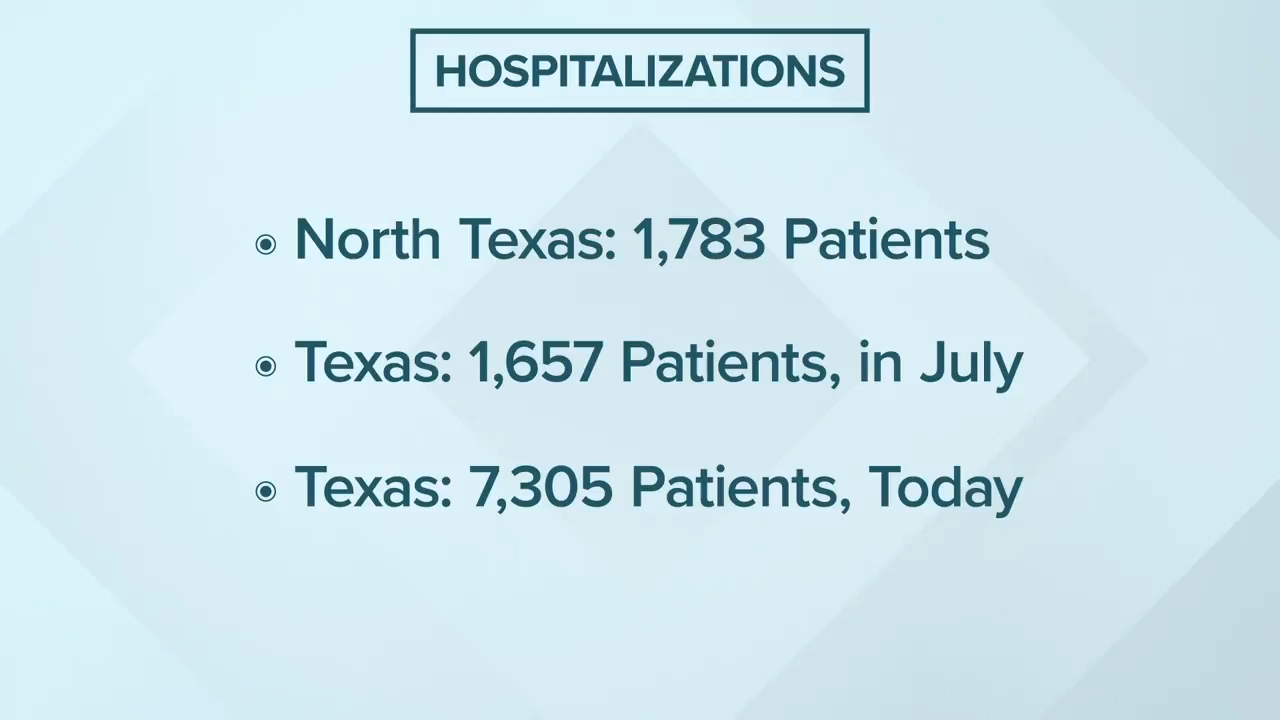 HOSPITALIZATIONS
North Texas: 1,783 Patients
Texas: 1,657 Patients, in July
Texas: 7,305 Patients, Today